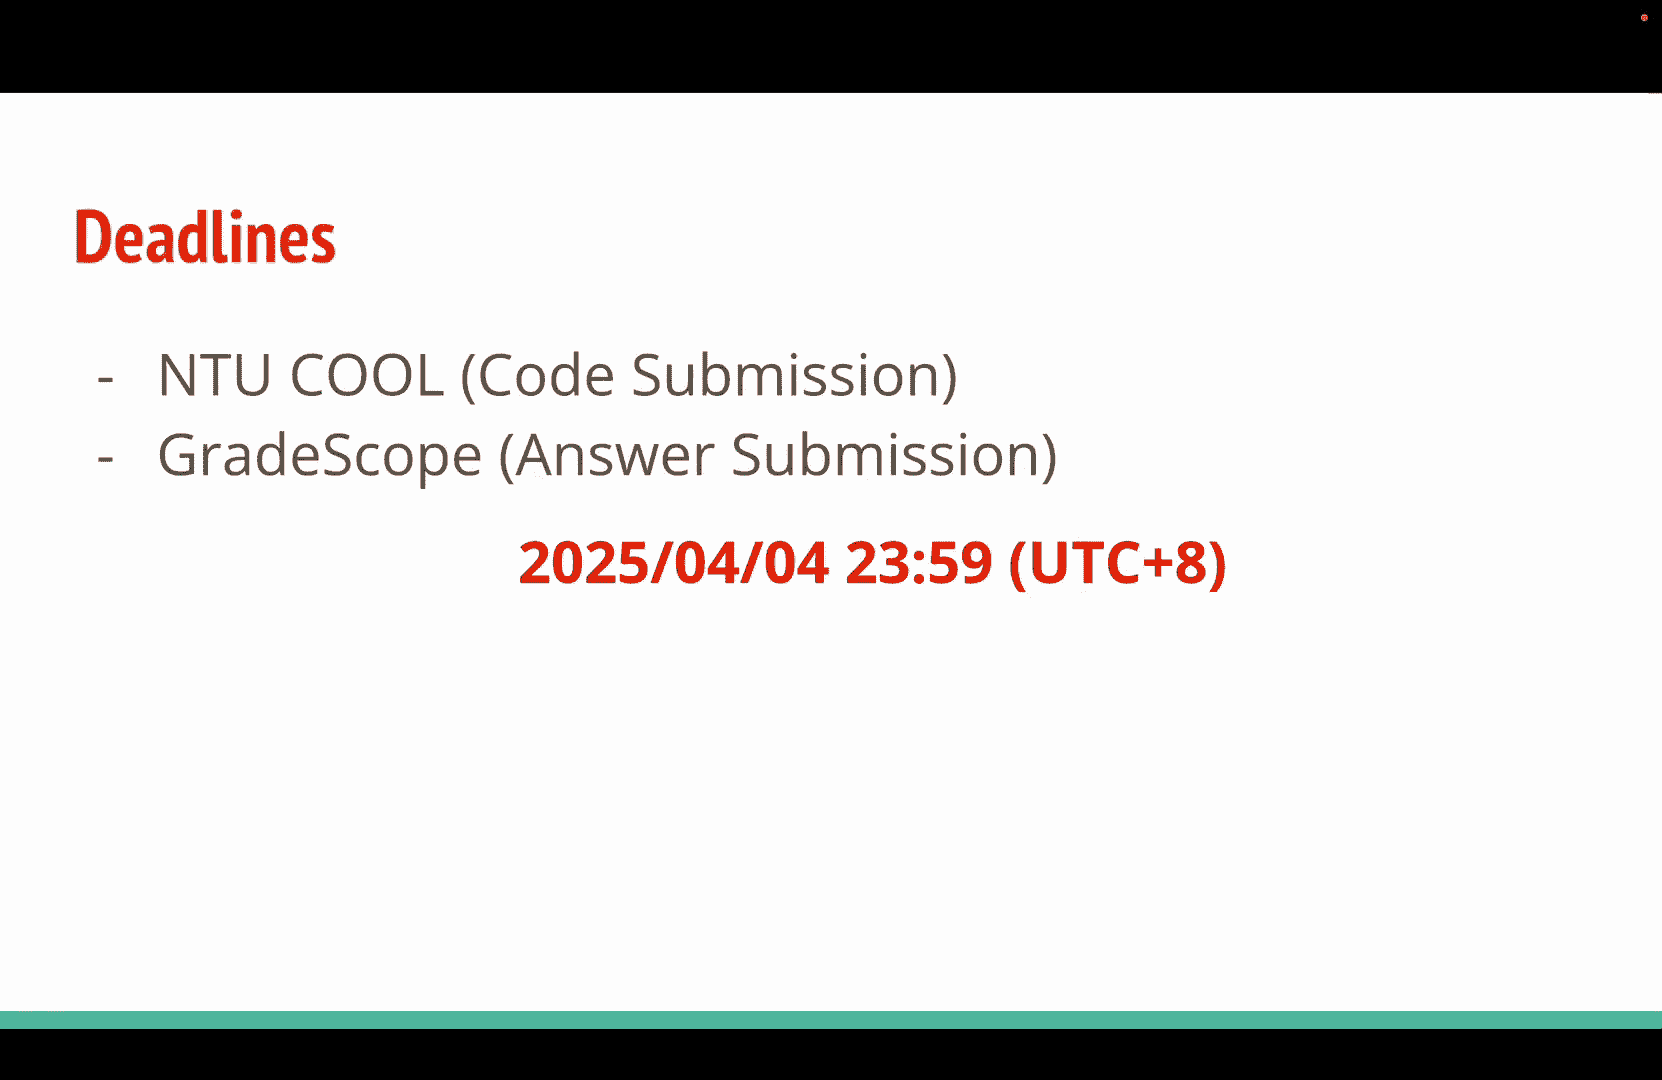 Deadlines
- NTU COOL (Code Submission)
- GradeScope (Answer Submission)
2025/04/04 23:59 (UTC+8)